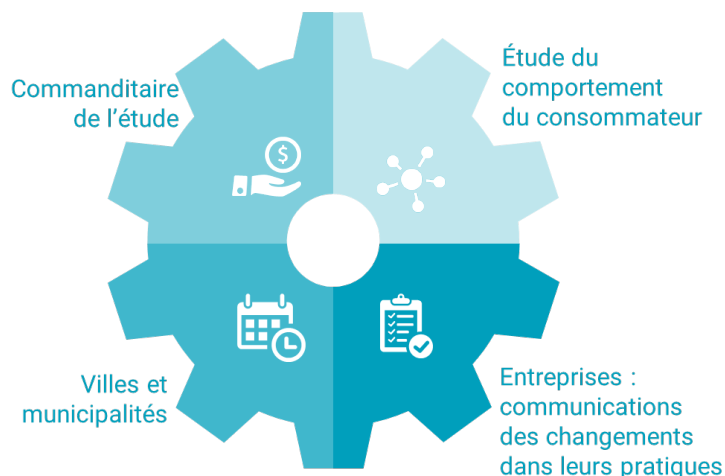 Commanditaire
de l'étude
Étude du
comportement
du consommateur
$
Villes et
municipalités
Entreprises :
communications
des changements
dans leurs pratiques